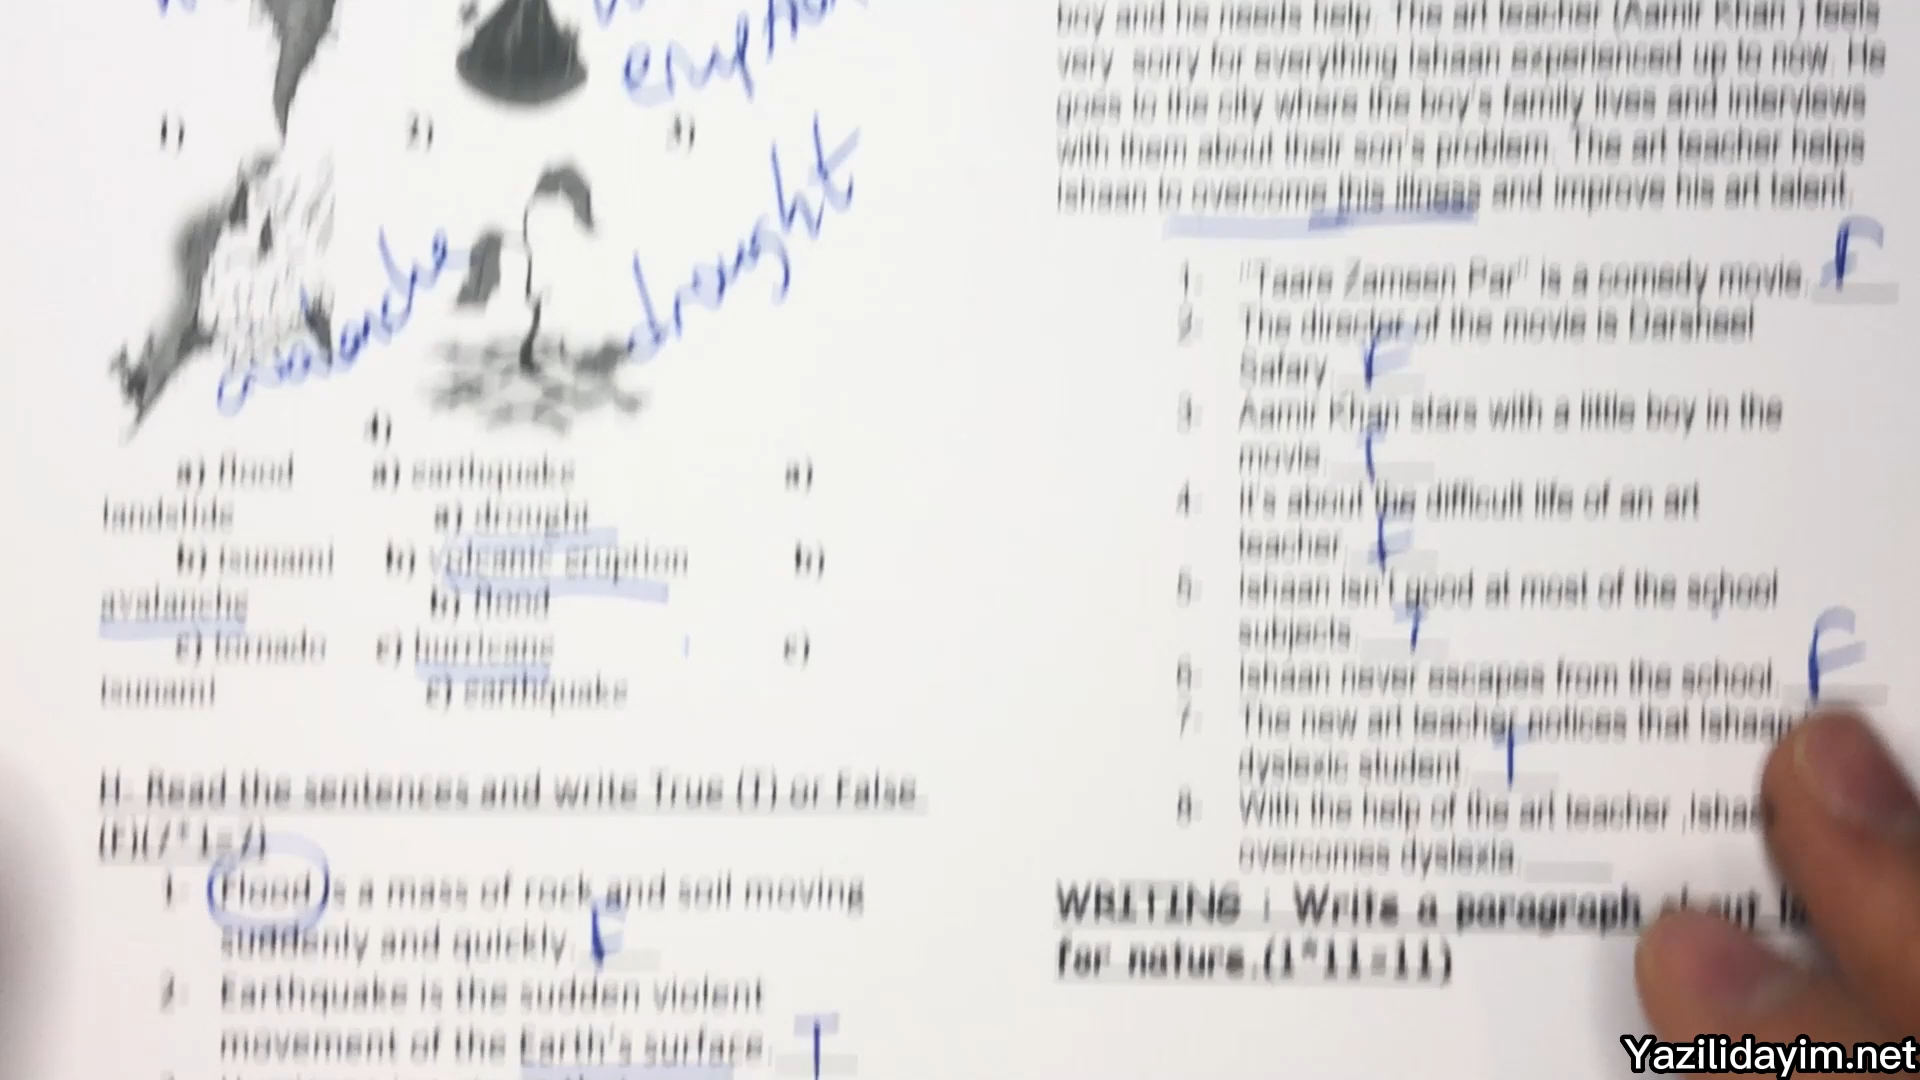 eruption
1) 2) 3)
avalanche
drought
4)
a) flood a) earthquake a)
landslide a) drought
b) tsunami b) volcanic eruption b)
avalanche b) flood
c) tornado c) hurricane c)
tsunami c) earthquake
H- Read the sentences and write True (T) or False
(F)(7*1=7)
1. Flood is a mass of rock and soil moving
suddenly and quickly. F
2. Earthquake is the sudden violent
movement of the Earth's surface. T
boy and he needs help. The art teacher (Aamir Khan ) feels
very sorry for everything Ishaan experienced up to now. He
goes to the city where the boy's family lives and interviews
with them about their son's problem. The art teacher helps
Ishaan to overcome this illness and improve his art talent.
1. "Taare Zameen Par" is a comedy movie. F
2. The director of the movie is Darsheel
Safary. F
3. Aamir Khan stars with a little boy in the
movie. T
4. It's about the difficult life of an art
teacher. F
5. Ishaan isn't good at most of the school
subjects. T
6. Ishaan never escapes from the school. F
7. The new art teacher notices that Ishaan
dyslexic student. T
8. With the help of the art teacher ,Isha
overcomes dyslexia.
WRITING : Write a paragraph about
for nature.(1*11=11)
Yazilidayim.net